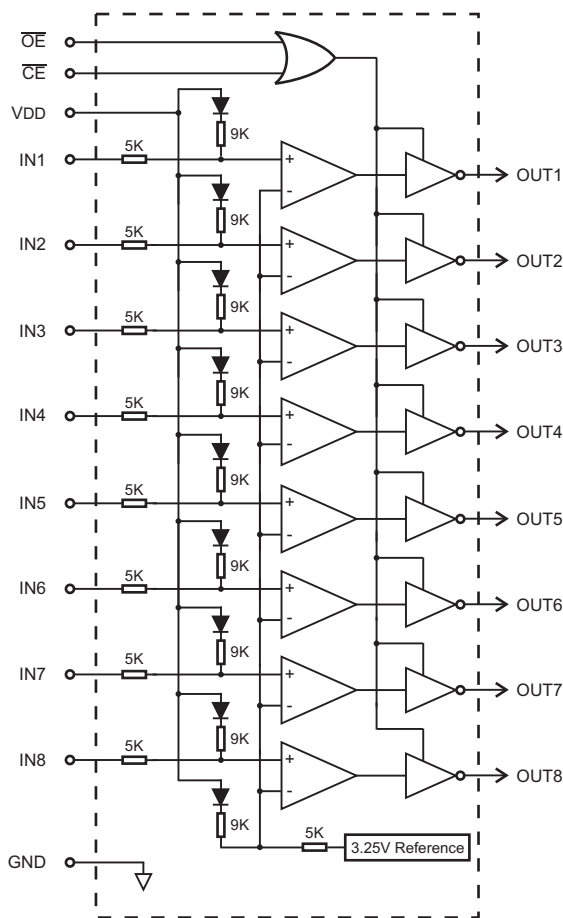 OE
CE
VDD
9K
IN1 5K + - OUT1
9K
IN2 5K + - OUT2
9K
IN3 5K + - OUT3
9K
IN4 5K + - OUT4
9K
IN5 5K + - OUT5
9K
IN6 5K + - OUT6
9K
IN7 5K + - OUT7
9K
IN8 5K + - OUT8
9K
5K 3.25V Reference
GND